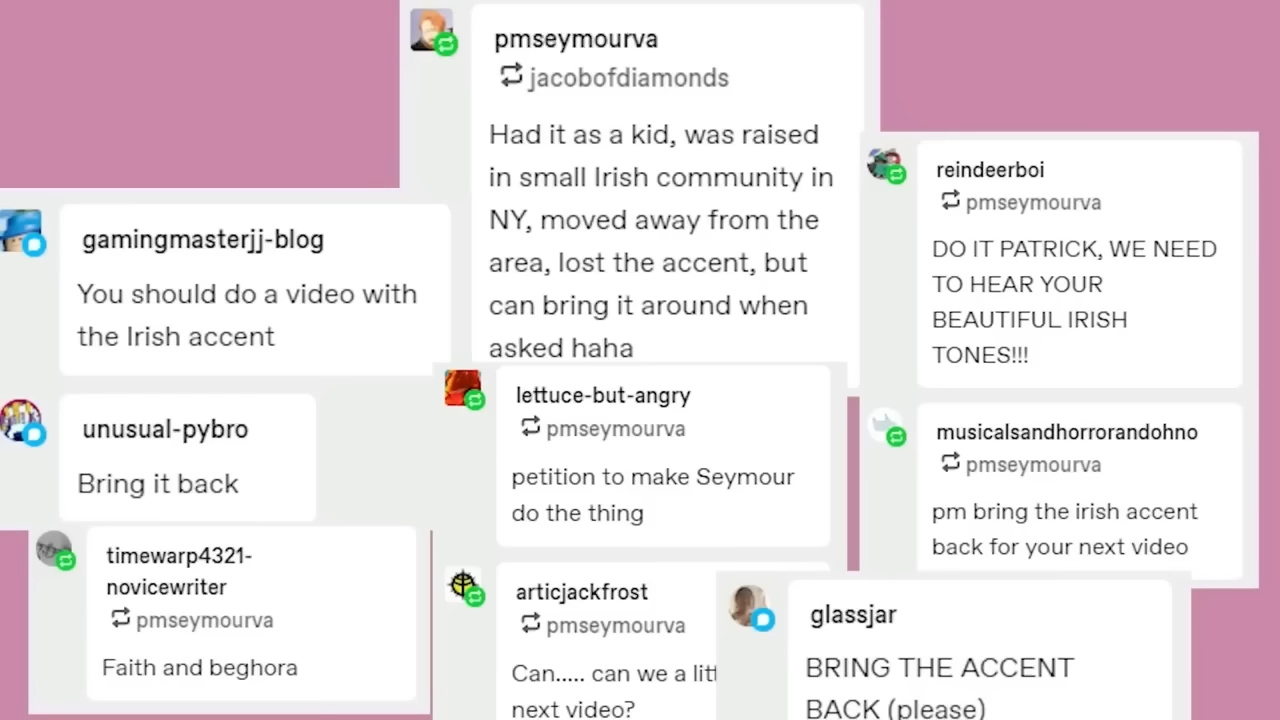 pmseymourva
jacobofdiamonds
Had it as a kid, was raised
in small Irish community in
NY, moved away from the
area, lost the accent, but
can bring it around when
asked haha
gamingmasterjj-blog
You should do a video with
the Irish accent
unusual-pybro
Bring it back
timewarp4321-
novicewriter
pmseymourva
Faith and beghora
lettuce-but-angry
pmseymourva
petition to make Seymour
do the thing
articjackfrost
pmseymourva
Can..... can we a
next video?
reindeerboi
pmseymourva
DO IT PATRICK, WE NEED
TO HEAR YOUR
BEAUTIFUL IRISH
TONES!!!
musicalsandhorrorandohno
pmseymourva
pm bring the irish accent
back for your next video
glassjar
BRING THE ACCENT
BACK (please)